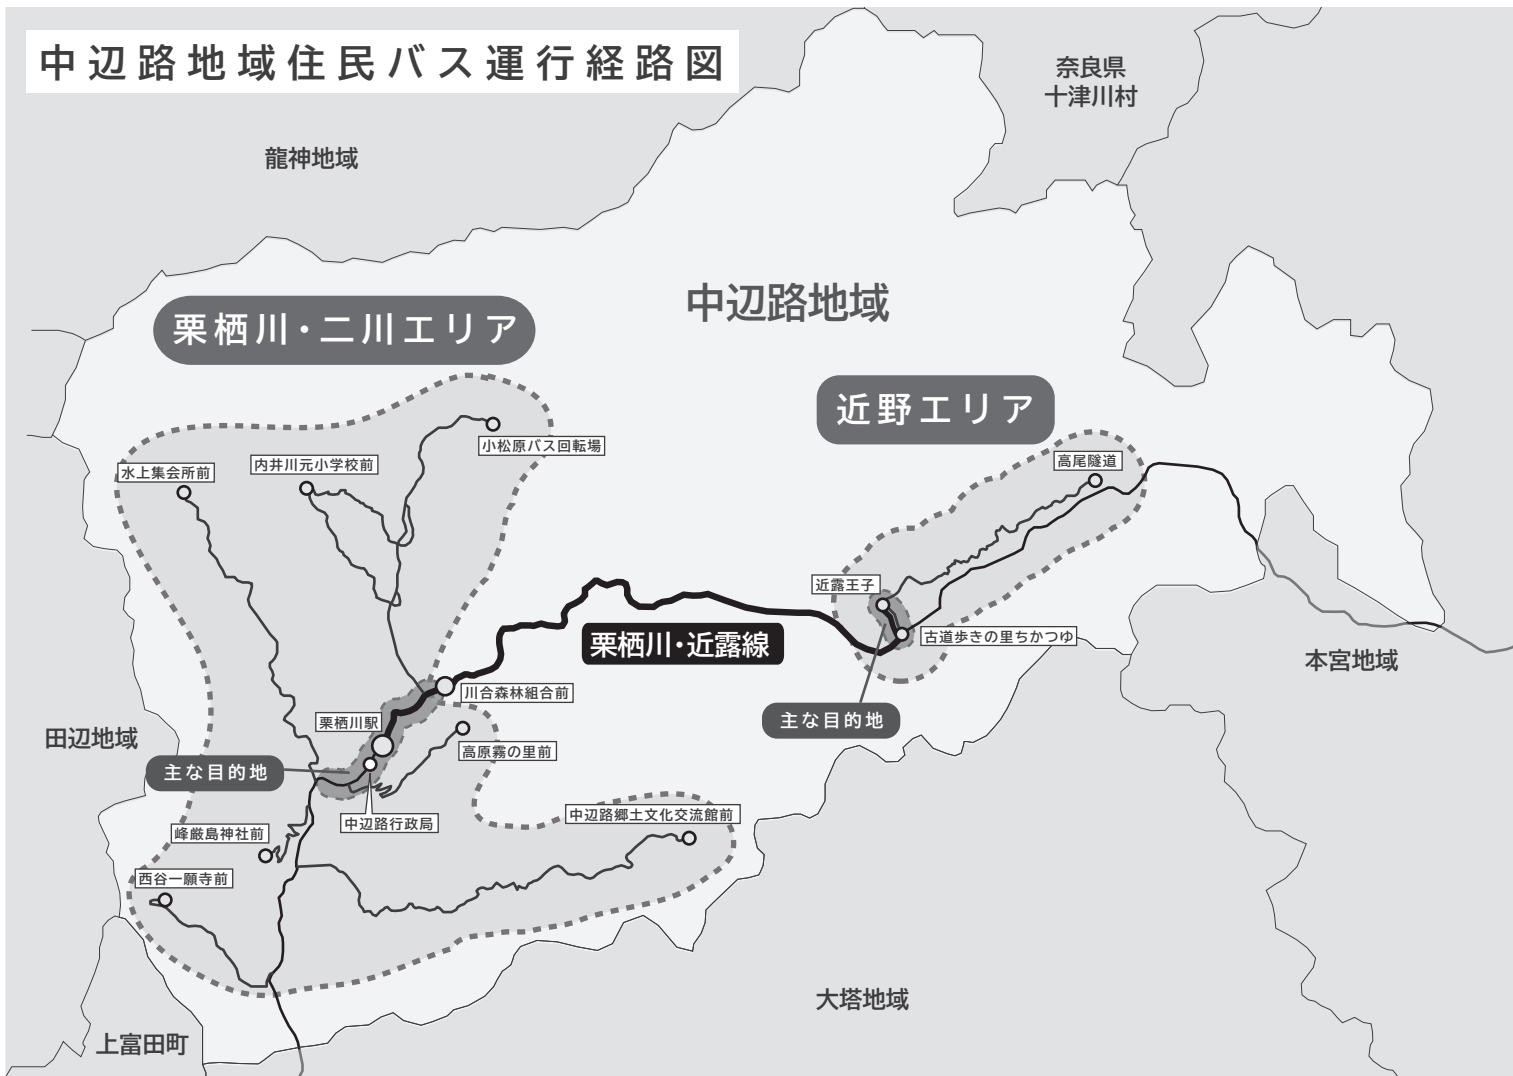 中辺路地域住民バス運行経路図
奈良県
十津川村
龍神地域
中辺路地域
栗栖川・二川エリア
近野エリア
小松原バス回転場
内井川元小学校前
水上集会所前
高尾隧道
近露王子
古道歩きの里ちかつゆ
栗栖川・近露線
本宮地域
川合森林組合前
栗栖川駅
主な目的地
田辺地域
高原霧の里前
主な目的地
中辺路行政局
中辺路郷土文化交流館前
峰厳島神社前
西谷一願寺前
大塔地域
上富田町